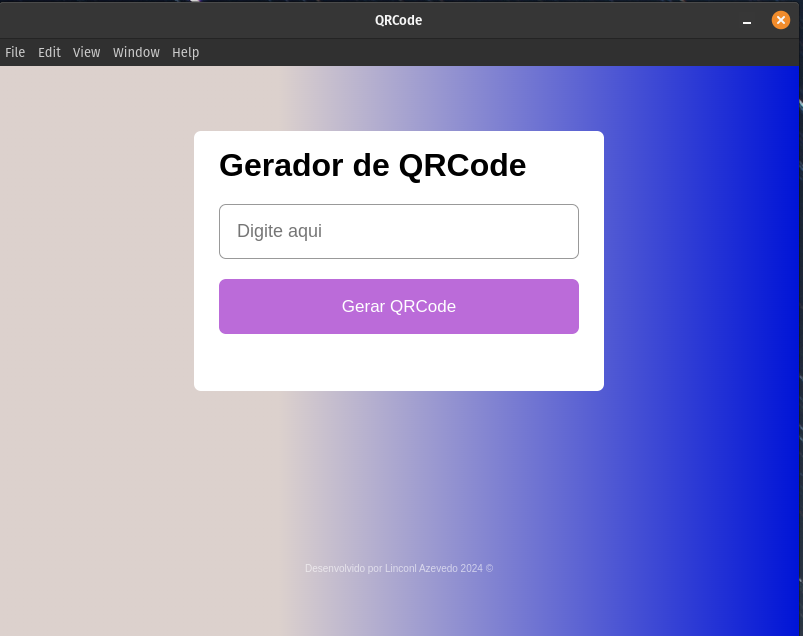 QRCode
File Edit View Window Help
Gerador de QRCode
Digite aqui
Gerar QRCode
Desenvolvido por Linconl Azevedo 2024 ©